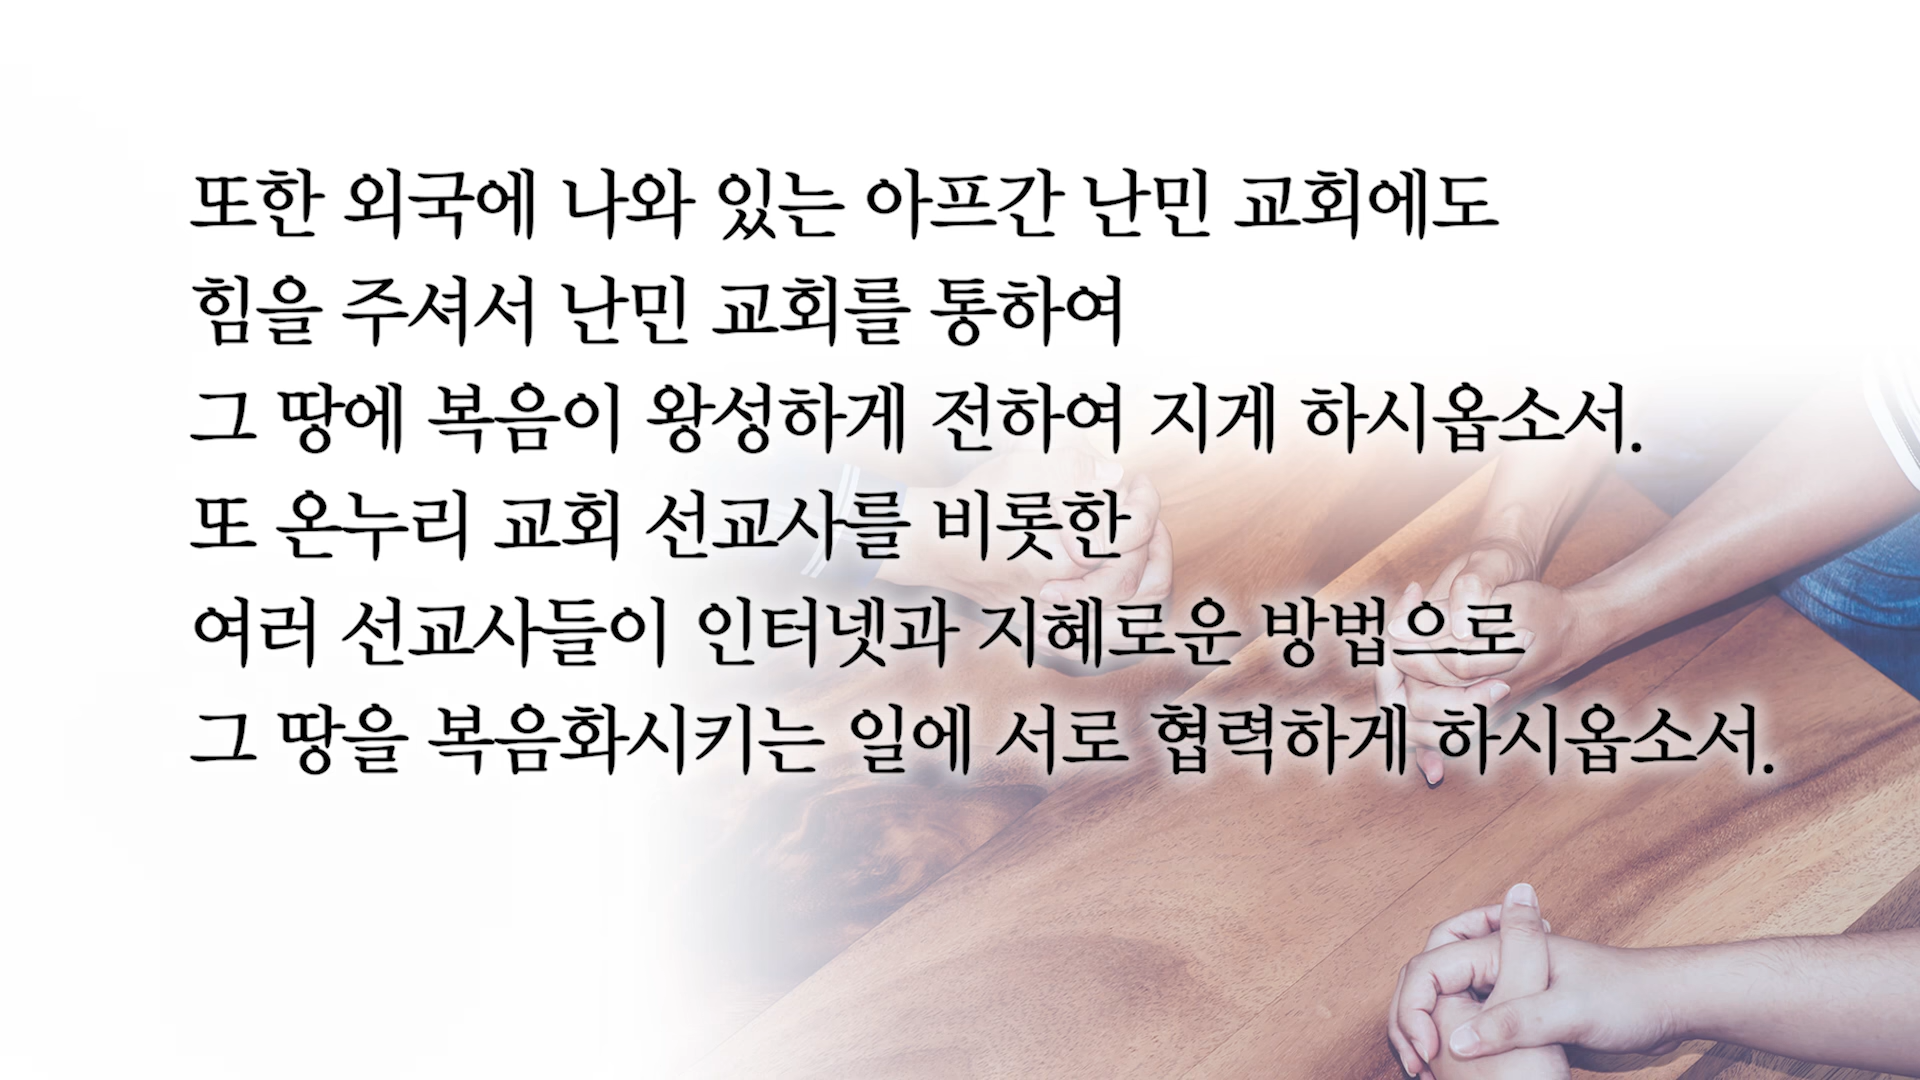 또한 외국에 나와 있는 아프간 난민 교회에도
힘을 주셔서 난민 교회를 통하여
그 땅에 복음이 왕성하게 전하여 지게 하시옵소서.
또 온누리 교회 선교사를 비롯한
여러 선교사들이 인터넷과 지혜로운 방법으로
그 땅을 복음화시키는 일에 서로 협력하게 하시옵소서.